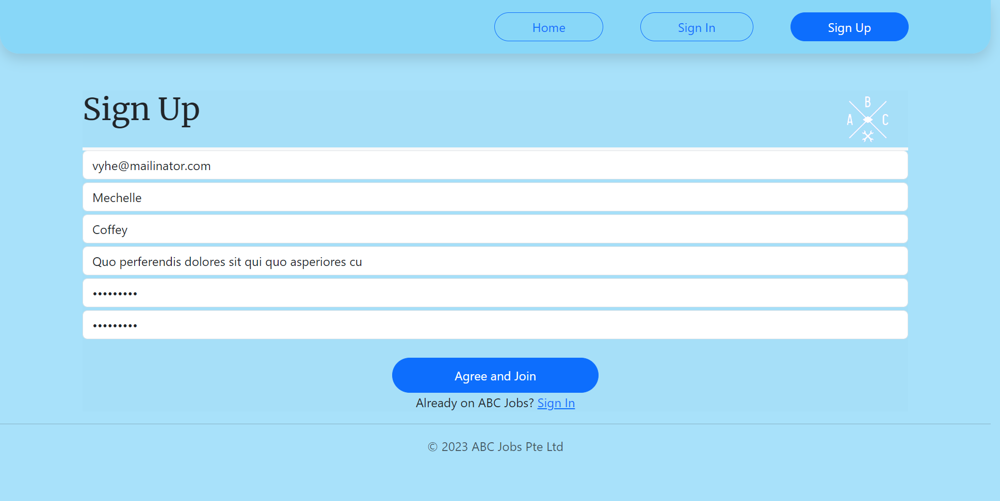 Home
Sign In
Sign Up
Sign Up
B
A C
vyhe@mailinator.com
Mechelle
Coffey
Quo perferendis dolores sit qui quo asperiores cu
•••••••••
•••••••••
Agree and Join
Already on ABC Jobs? Sign In
© 2023 ABC Jobs Pte Ltd